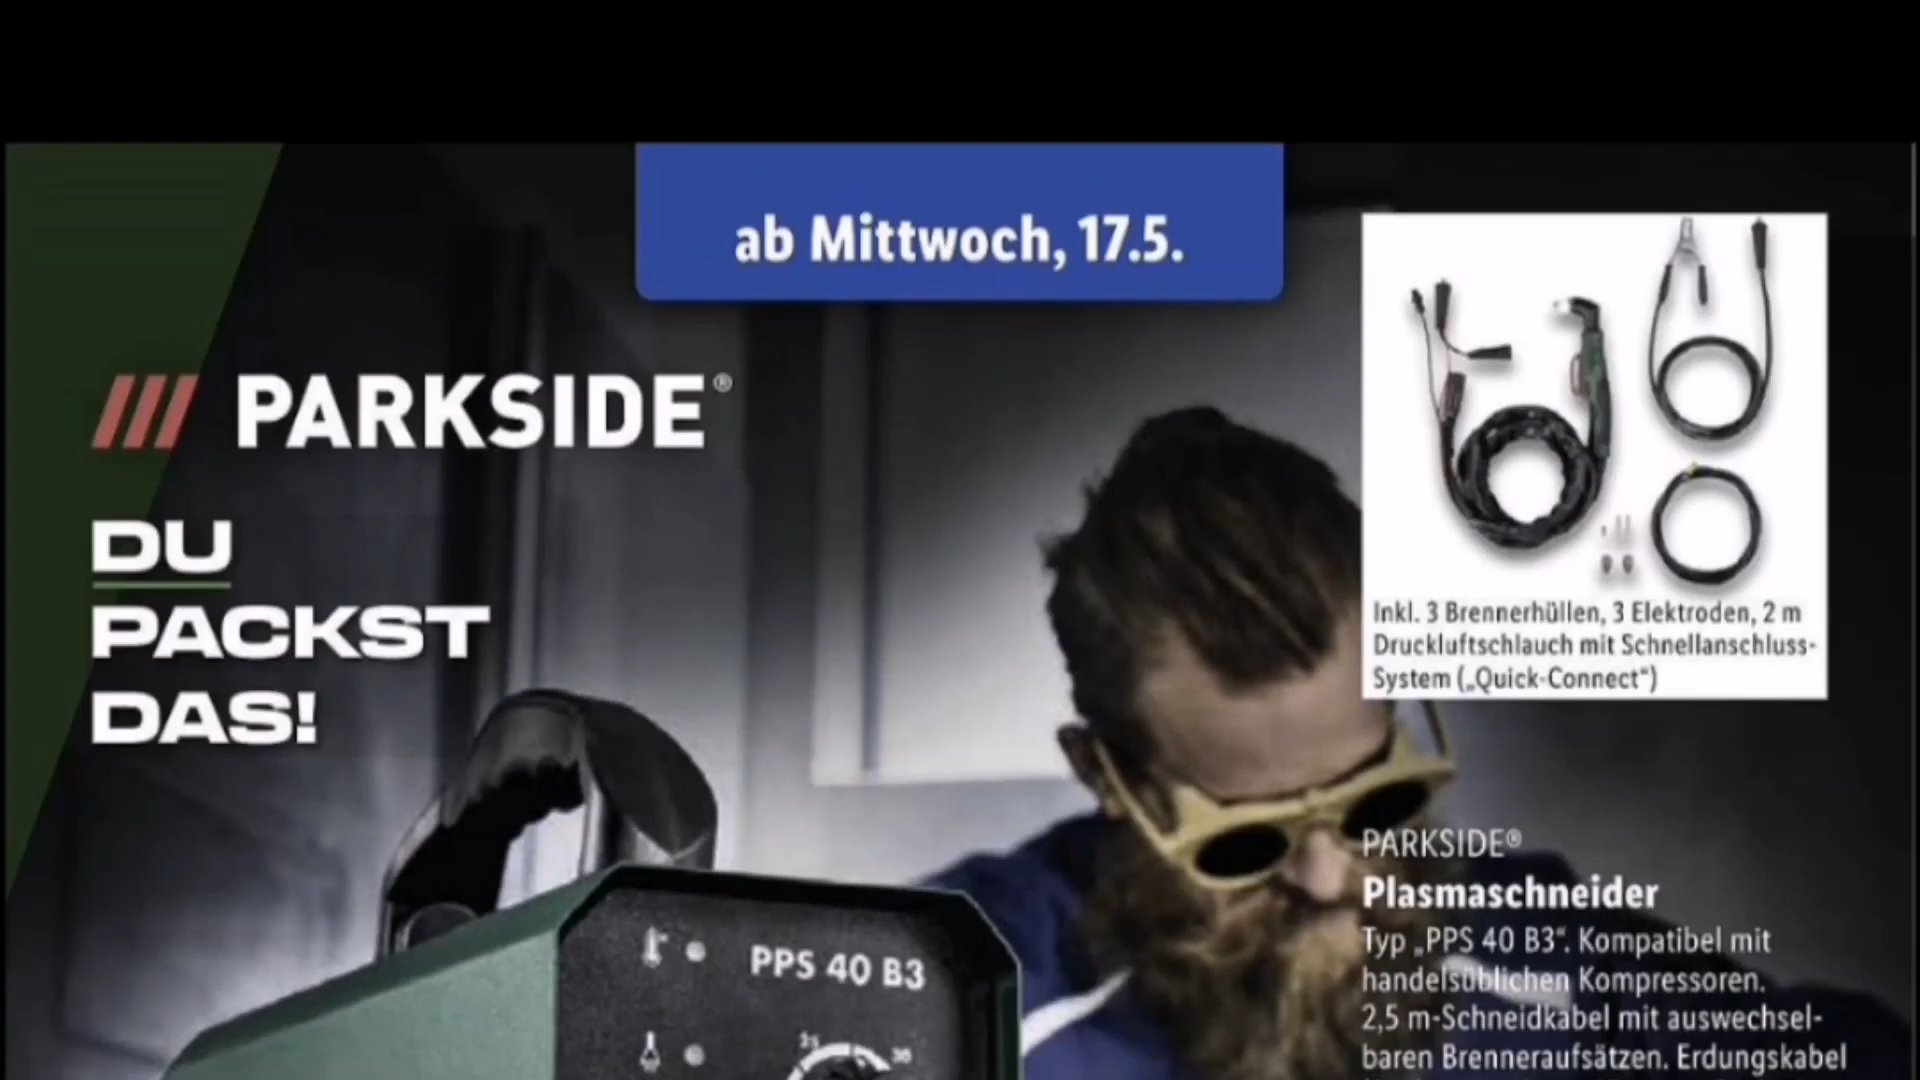 ab Mittwoch, 17.5.
PARKSIDE®
DU
PACKST
DAS!
Inkl. 3 Brennerhüllen, 3 Elektroden, 2 m
Druckluftschlauch mit Schnellanschluss-
System („Quick-Connect“)
PARKSIDE®
Plasmaschneider
Typ „PPS 40 B3“. Kompatibel mit
handelsüblichen Kompressoren.
2,5 m-Schneidkabel mit auswechsel-
baren Brenneraufsätzen. Erdungskabel
PPS 40 B3
25 30